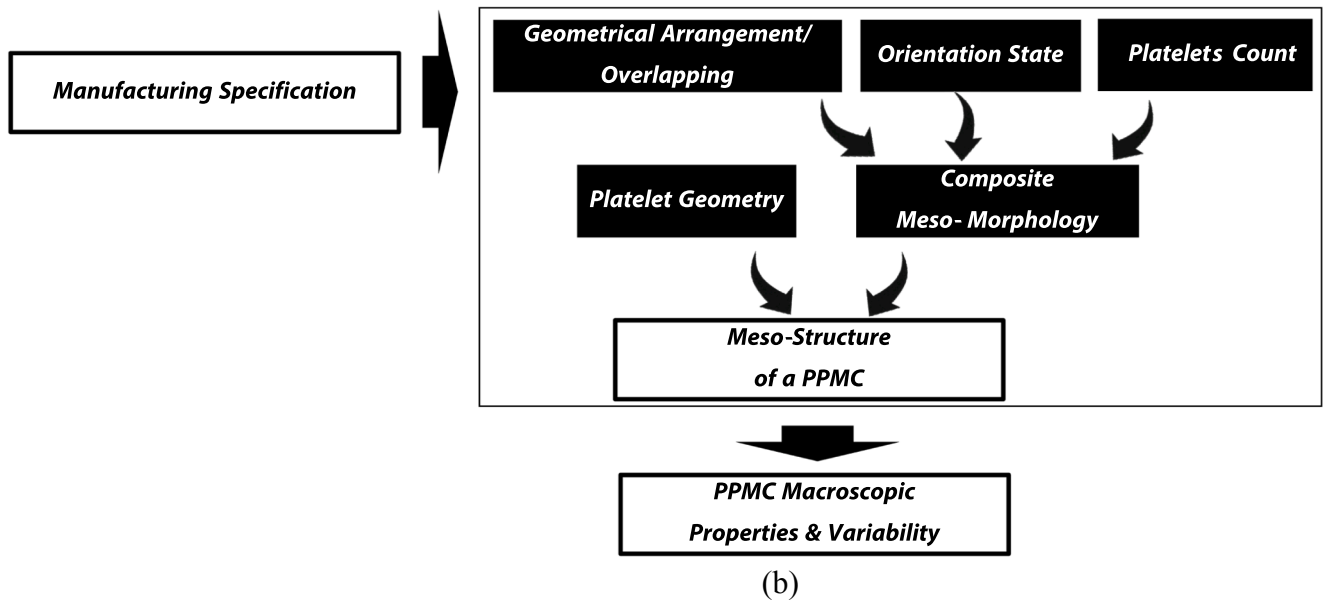 Geometrical Arrangement/
Overlapping
Orientation State
Platelets Count
Manufacturing Specification
Platelet Geometry
Composite
Meso- Morphology
Meso-Structure
of a PPMC
PPMC Macroscopic
Properties & Variability
(b)